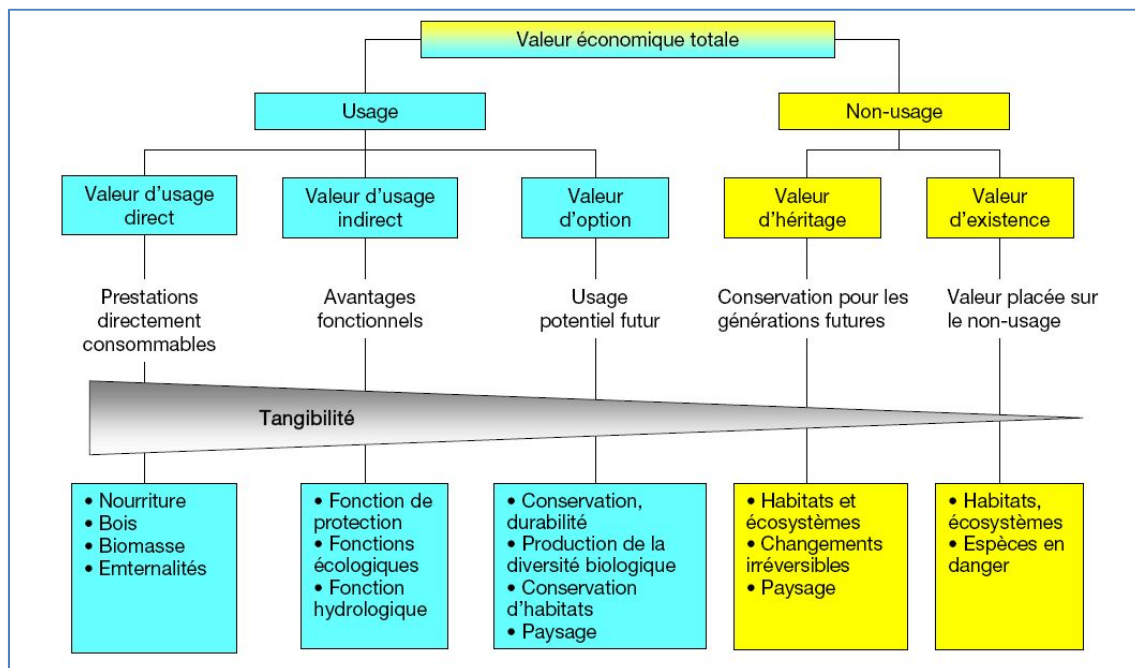 Valeur économique totale
Usage
Non-usage
Valeur d'usage
direct
Valeur d'usage
indirect
Valeur
d'option
Valeur
d'héritage
Valeur
d'existence
Prestations
directement
consommables
Avantages
fonctionnels
Usage
potentiel futur
Conservation pour les
générations futures
Valeur placée sur
le non-usage
Tangibilité
• Nourriture
• Bois
• Biomasse
• Emternalités
• Fonction de
protection
• Fonctions
écologiques
• Fonction
hydrologique
• Conservation,
durabilité
• Production de la
diversité biologique
• Conservation
d'habitats
• Paysage
• Habitats et
écosystèmes
• Changements
irréversibles
• Paysage
• Habitats,
écosystèmes
• Espèces en
danger